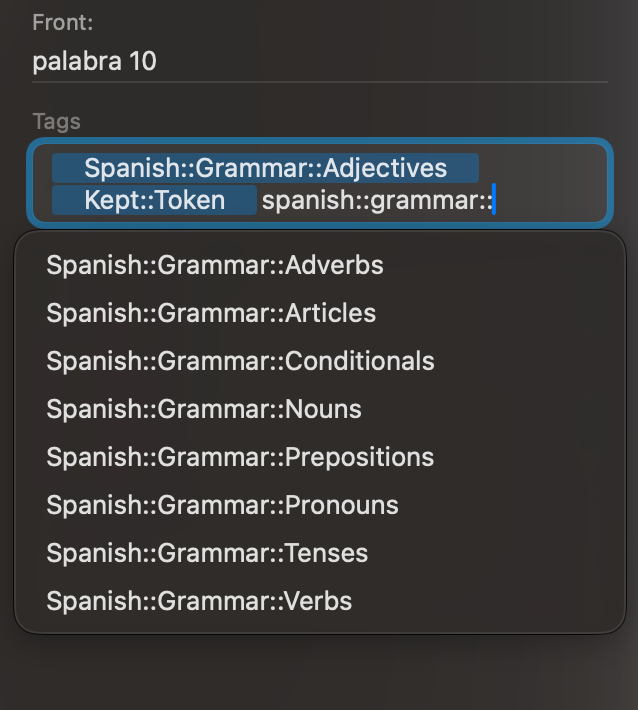 Front:
palabra 10
Tags
Spanish::Grammar::Adjectives
Kept::Token spanish::grammar::
Spanish::Grammar::Adverbs
Spanish::Grammar::Articles
Spanish::Grammar::Conditionals
Spanish::Grammar::Nouns
Spanish::Grammar::Prepositions
Spanish::Grammar::Pronouns
Spanish::Grammar::Tenses
Spanish::Grammar::Verbs